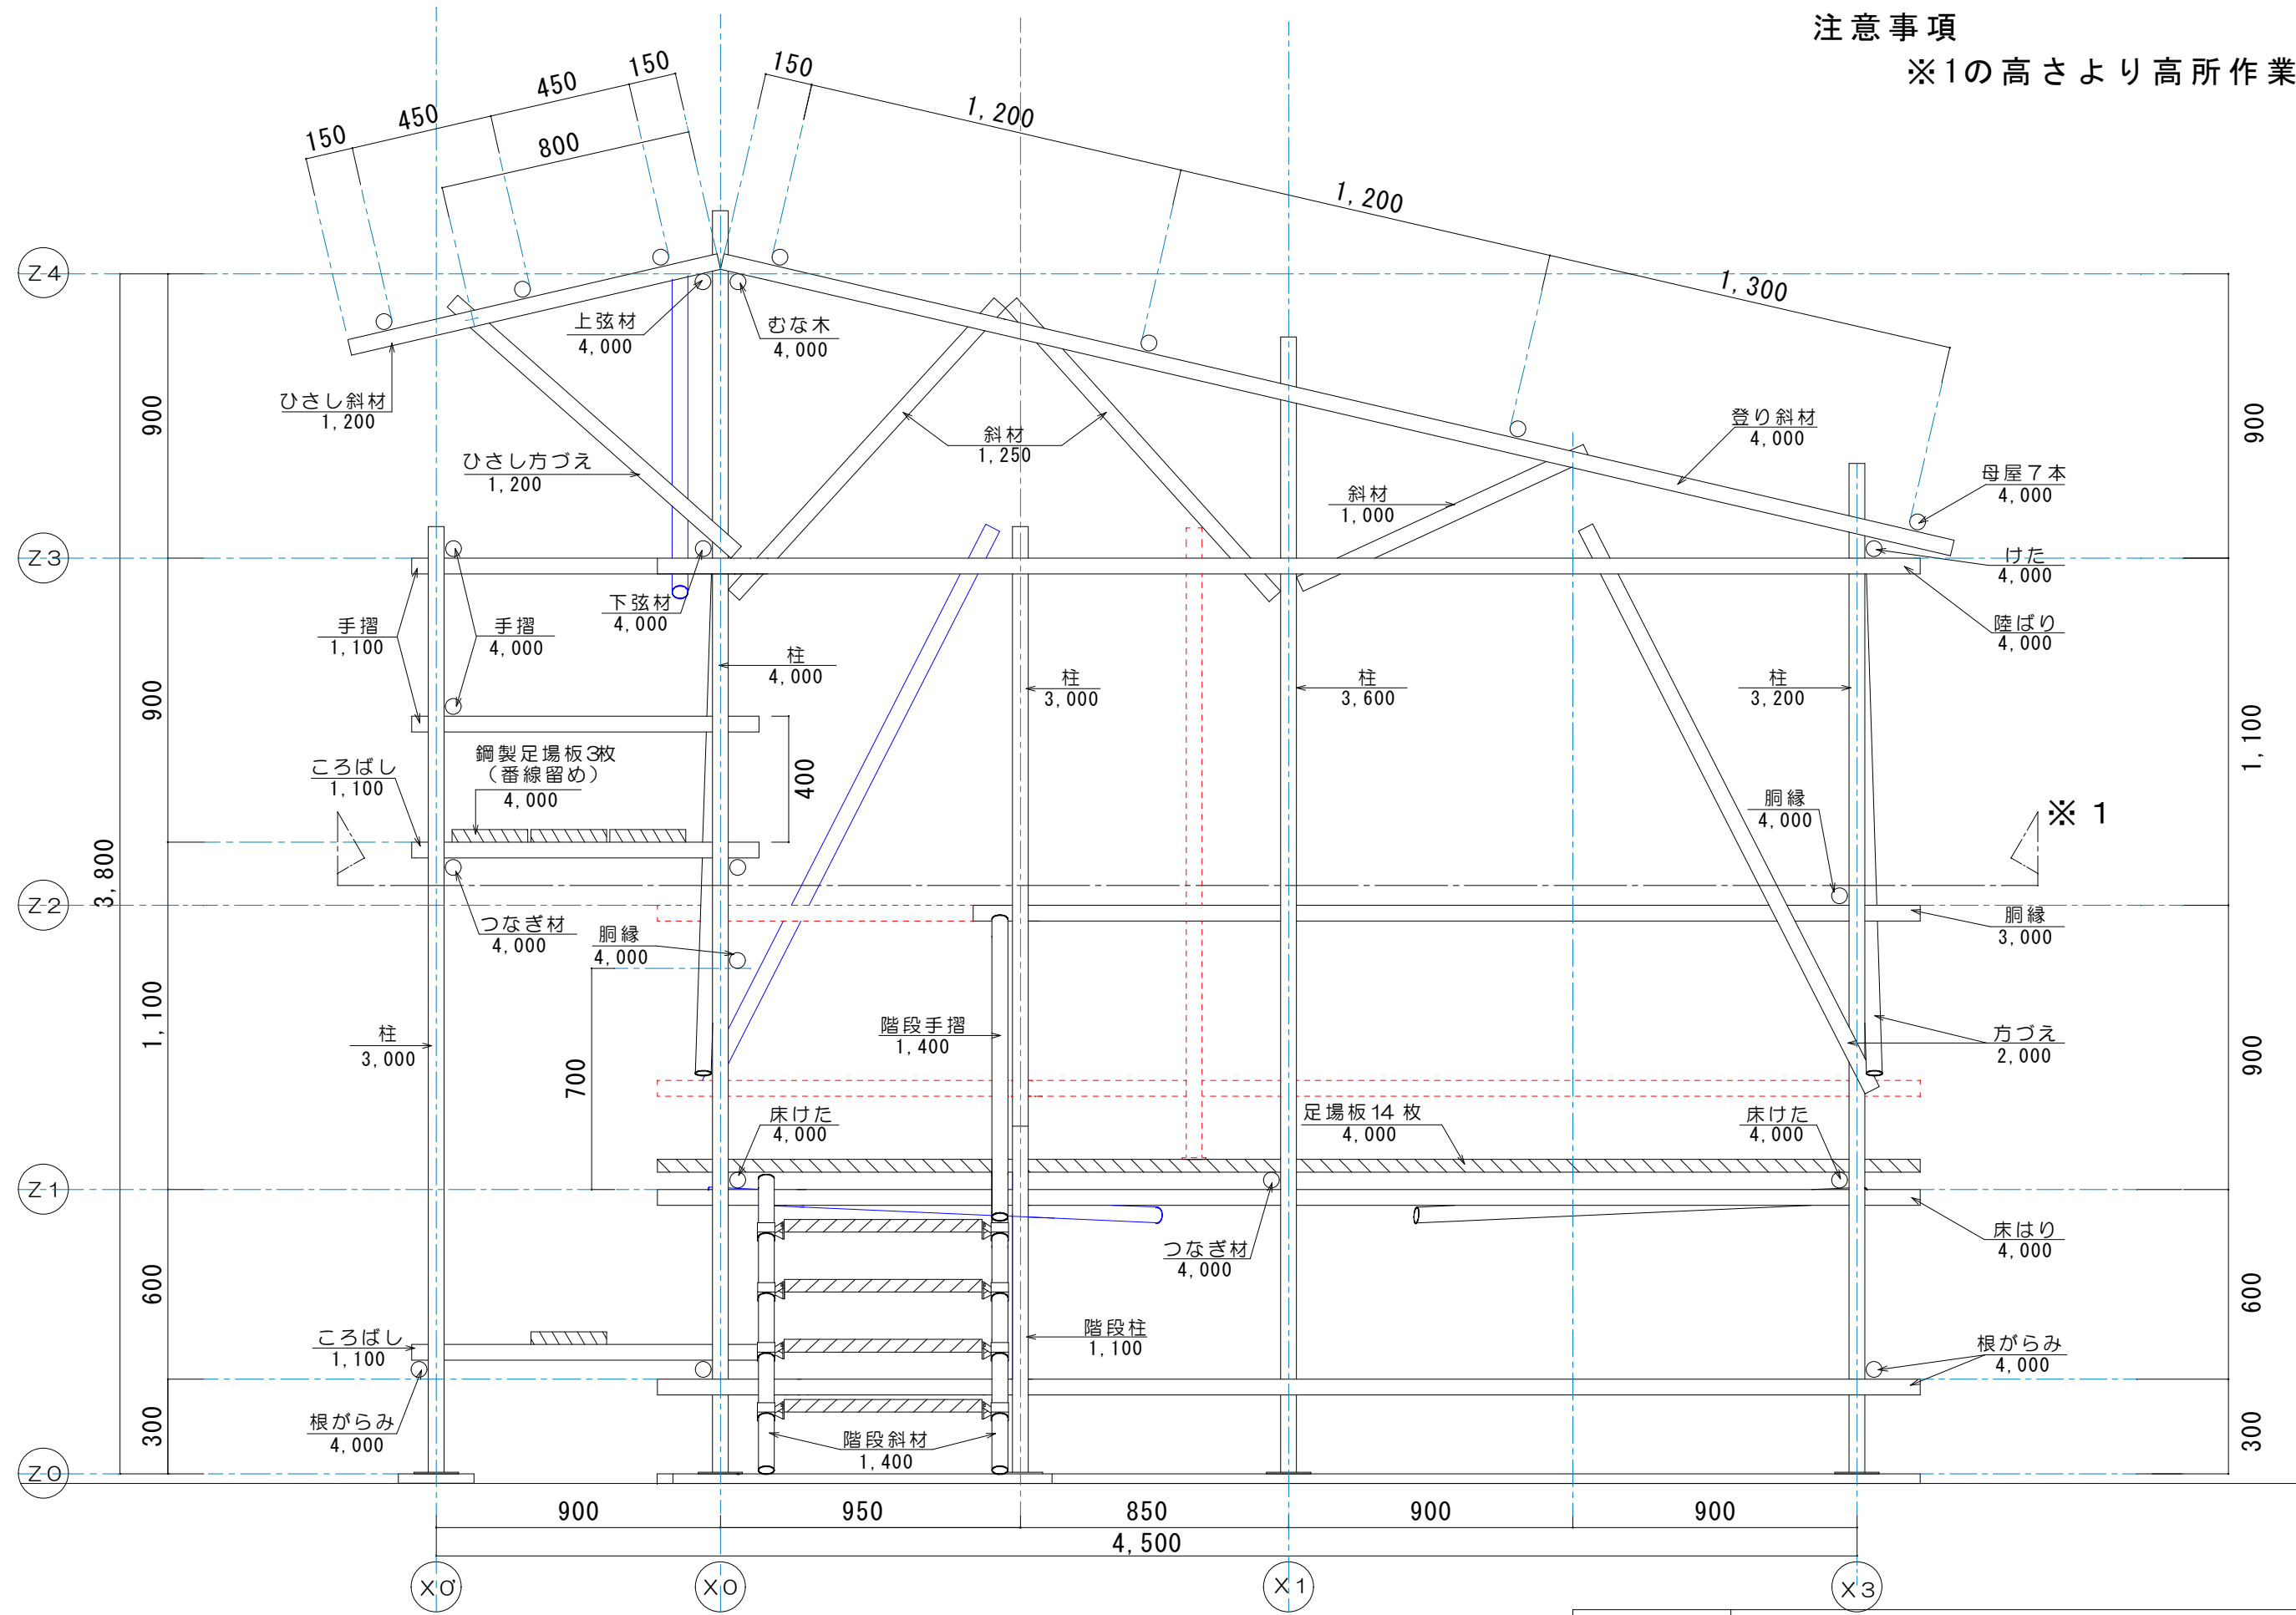 注意事項
※1の高さより高所作業
150
450
450
150
800
150
1,200
1,200
1,300
Z4
上弦材
4,000
むな木
4,000
ひさし斜材
1,200
ひさし方づえ
1,200
斜材
1,250
斜材
1,000
登り斜材
4,000
母屋7本
4,000
900
900
Z3
けた
4,000
下弦材
4,000
手摺
1,100
手摺
4,000
陸ばり
4,000
柱
4,000
柱
3,000
柱
3,600
柱
3,200
900
1,100
鋼製足場板3枚
(番線留め)
4,000
400
ころばし
1,100
胴縁
4,000
※1
3,800
Z2
つなぎ材
4,000
胴縁
4,000
胴縁
3,000
1,100
900
柱
3,000
700
階段手摺
1,400
方づえ
2,000
床けた
4,000
足場板14枚
4,000
床けた
4,000
Z1
つなぎ材
4,000
床はり
4,000
600
600
ころばし
1,100
階段柱
1,100
根がらみ
4,000
根がらみ
4,000
階段斜材
1,400
300
300
Z0
900
950
850
900
900
4,500
X0'
X0
X1
X3